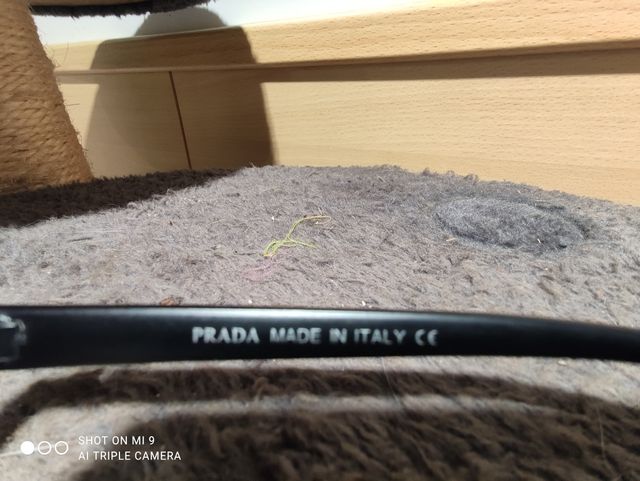 PRADA MADE IN ITALY CE
SHOT ON MI 9
AI TRIPLE CAMERA